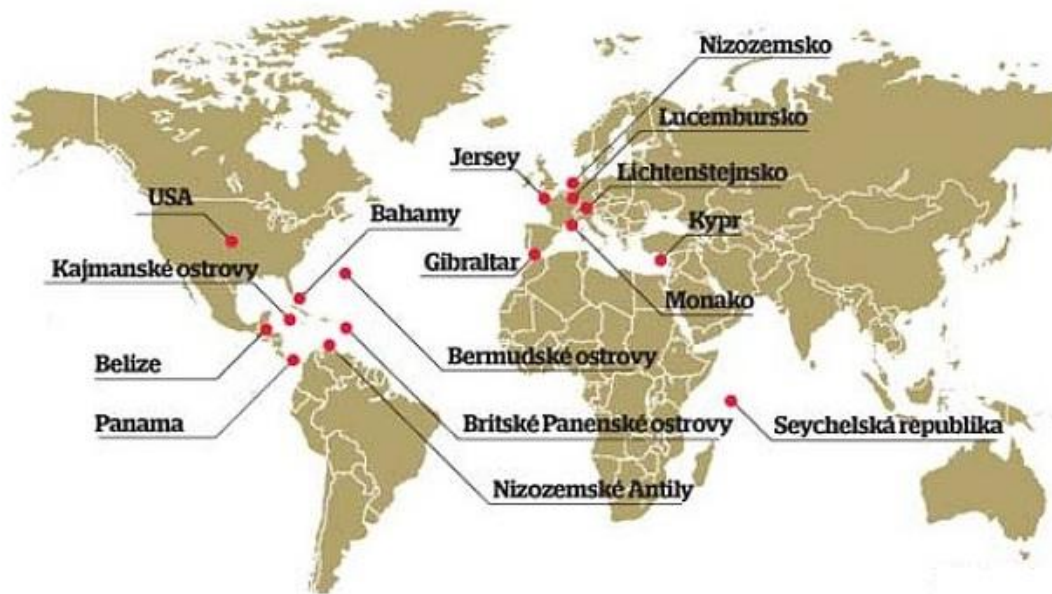 Nizozemsko
Lucembursko
Jersey
Lichtenštejnsko
USA
Bahamy
Kypr
Gibraltar
Kajmanské ostrovy
Monako
Belize
Bermudské ostrovy
Panama
Britské Panenské ostrovy
Seychelská republika
Nizozemské Antily